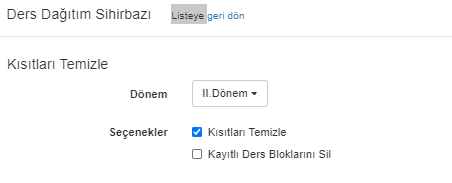 Ders Dağıtım Sihirbazı Listeye geri dön
Kısıtları Temizle
Dönem II.Dönem
Seçenekler Kısıtları Temizle
Kayıtlı Ders Bloklarını Sil